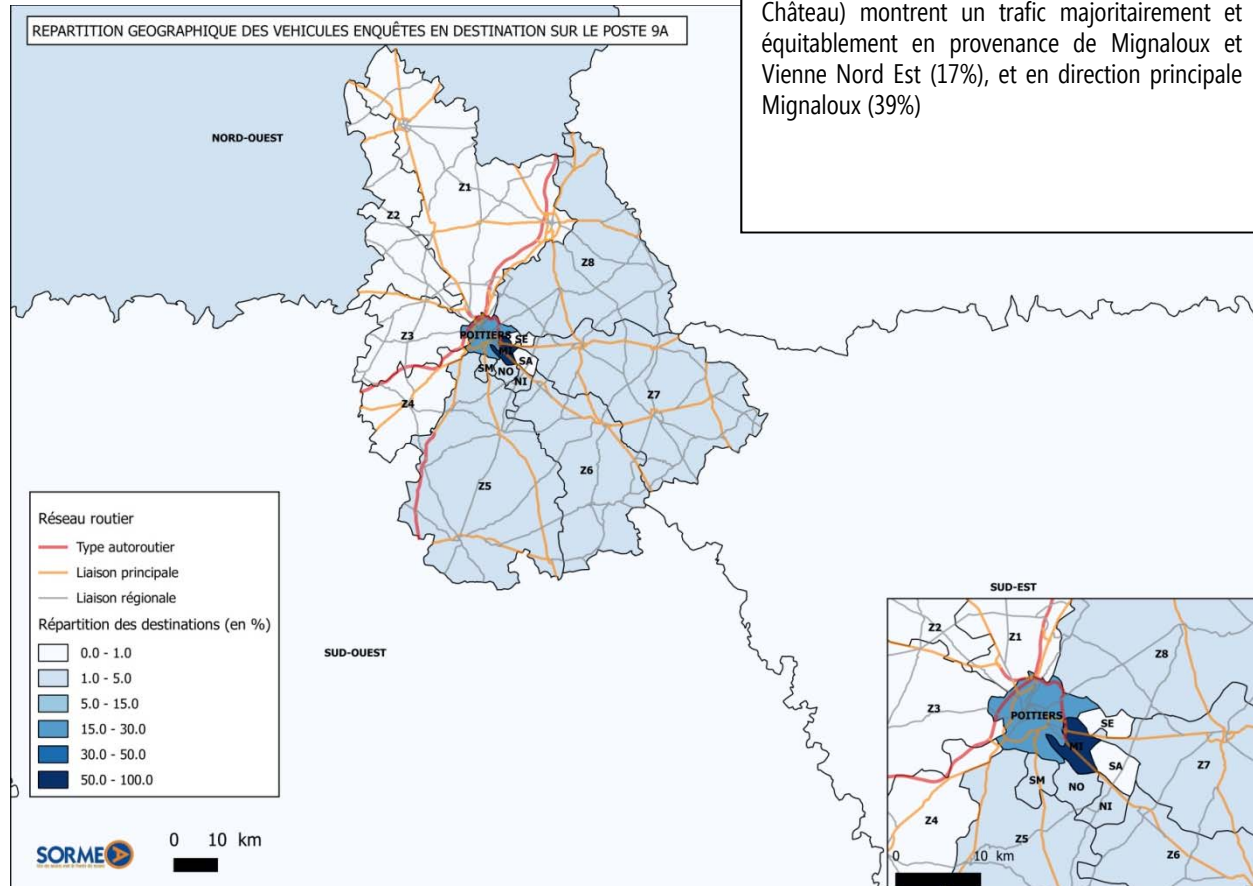 REPARTITION GEOGRAPHIQUE DES VEHICULES ENQUÊTES EN DESTINATION SUR LE POSTE 9A
Château) montrent un trafic majoritairement et
équitablement en provenance de Mignaloux et
Vienne Nord Est (17%), et en direction principale
Mignaloux (39%)
NORD-OUEST
Z1
Z2
Z8
Z3
POITIERS
SE
MI
SA
SM
NO
NI
Z4
Z7
Z6
Z5
Réseau routier
Type autoroutier
Liaison principale
Liaison régionale
Répartition des destinations (en %)
0.0 - 1.0
1.0 - 5.0
5.0 - 15.0
15.0 - 30.0
30.0 - 50.0
50.0 - 100.0
SUD-OUEST
SUD-EST
Z2
Z1
Z8
Z3
POITIERS
SE
MI
SA
Z7
SM
NO
NI
Z4
Z5
Z6
0 10 km
SORMEA
0 10 km